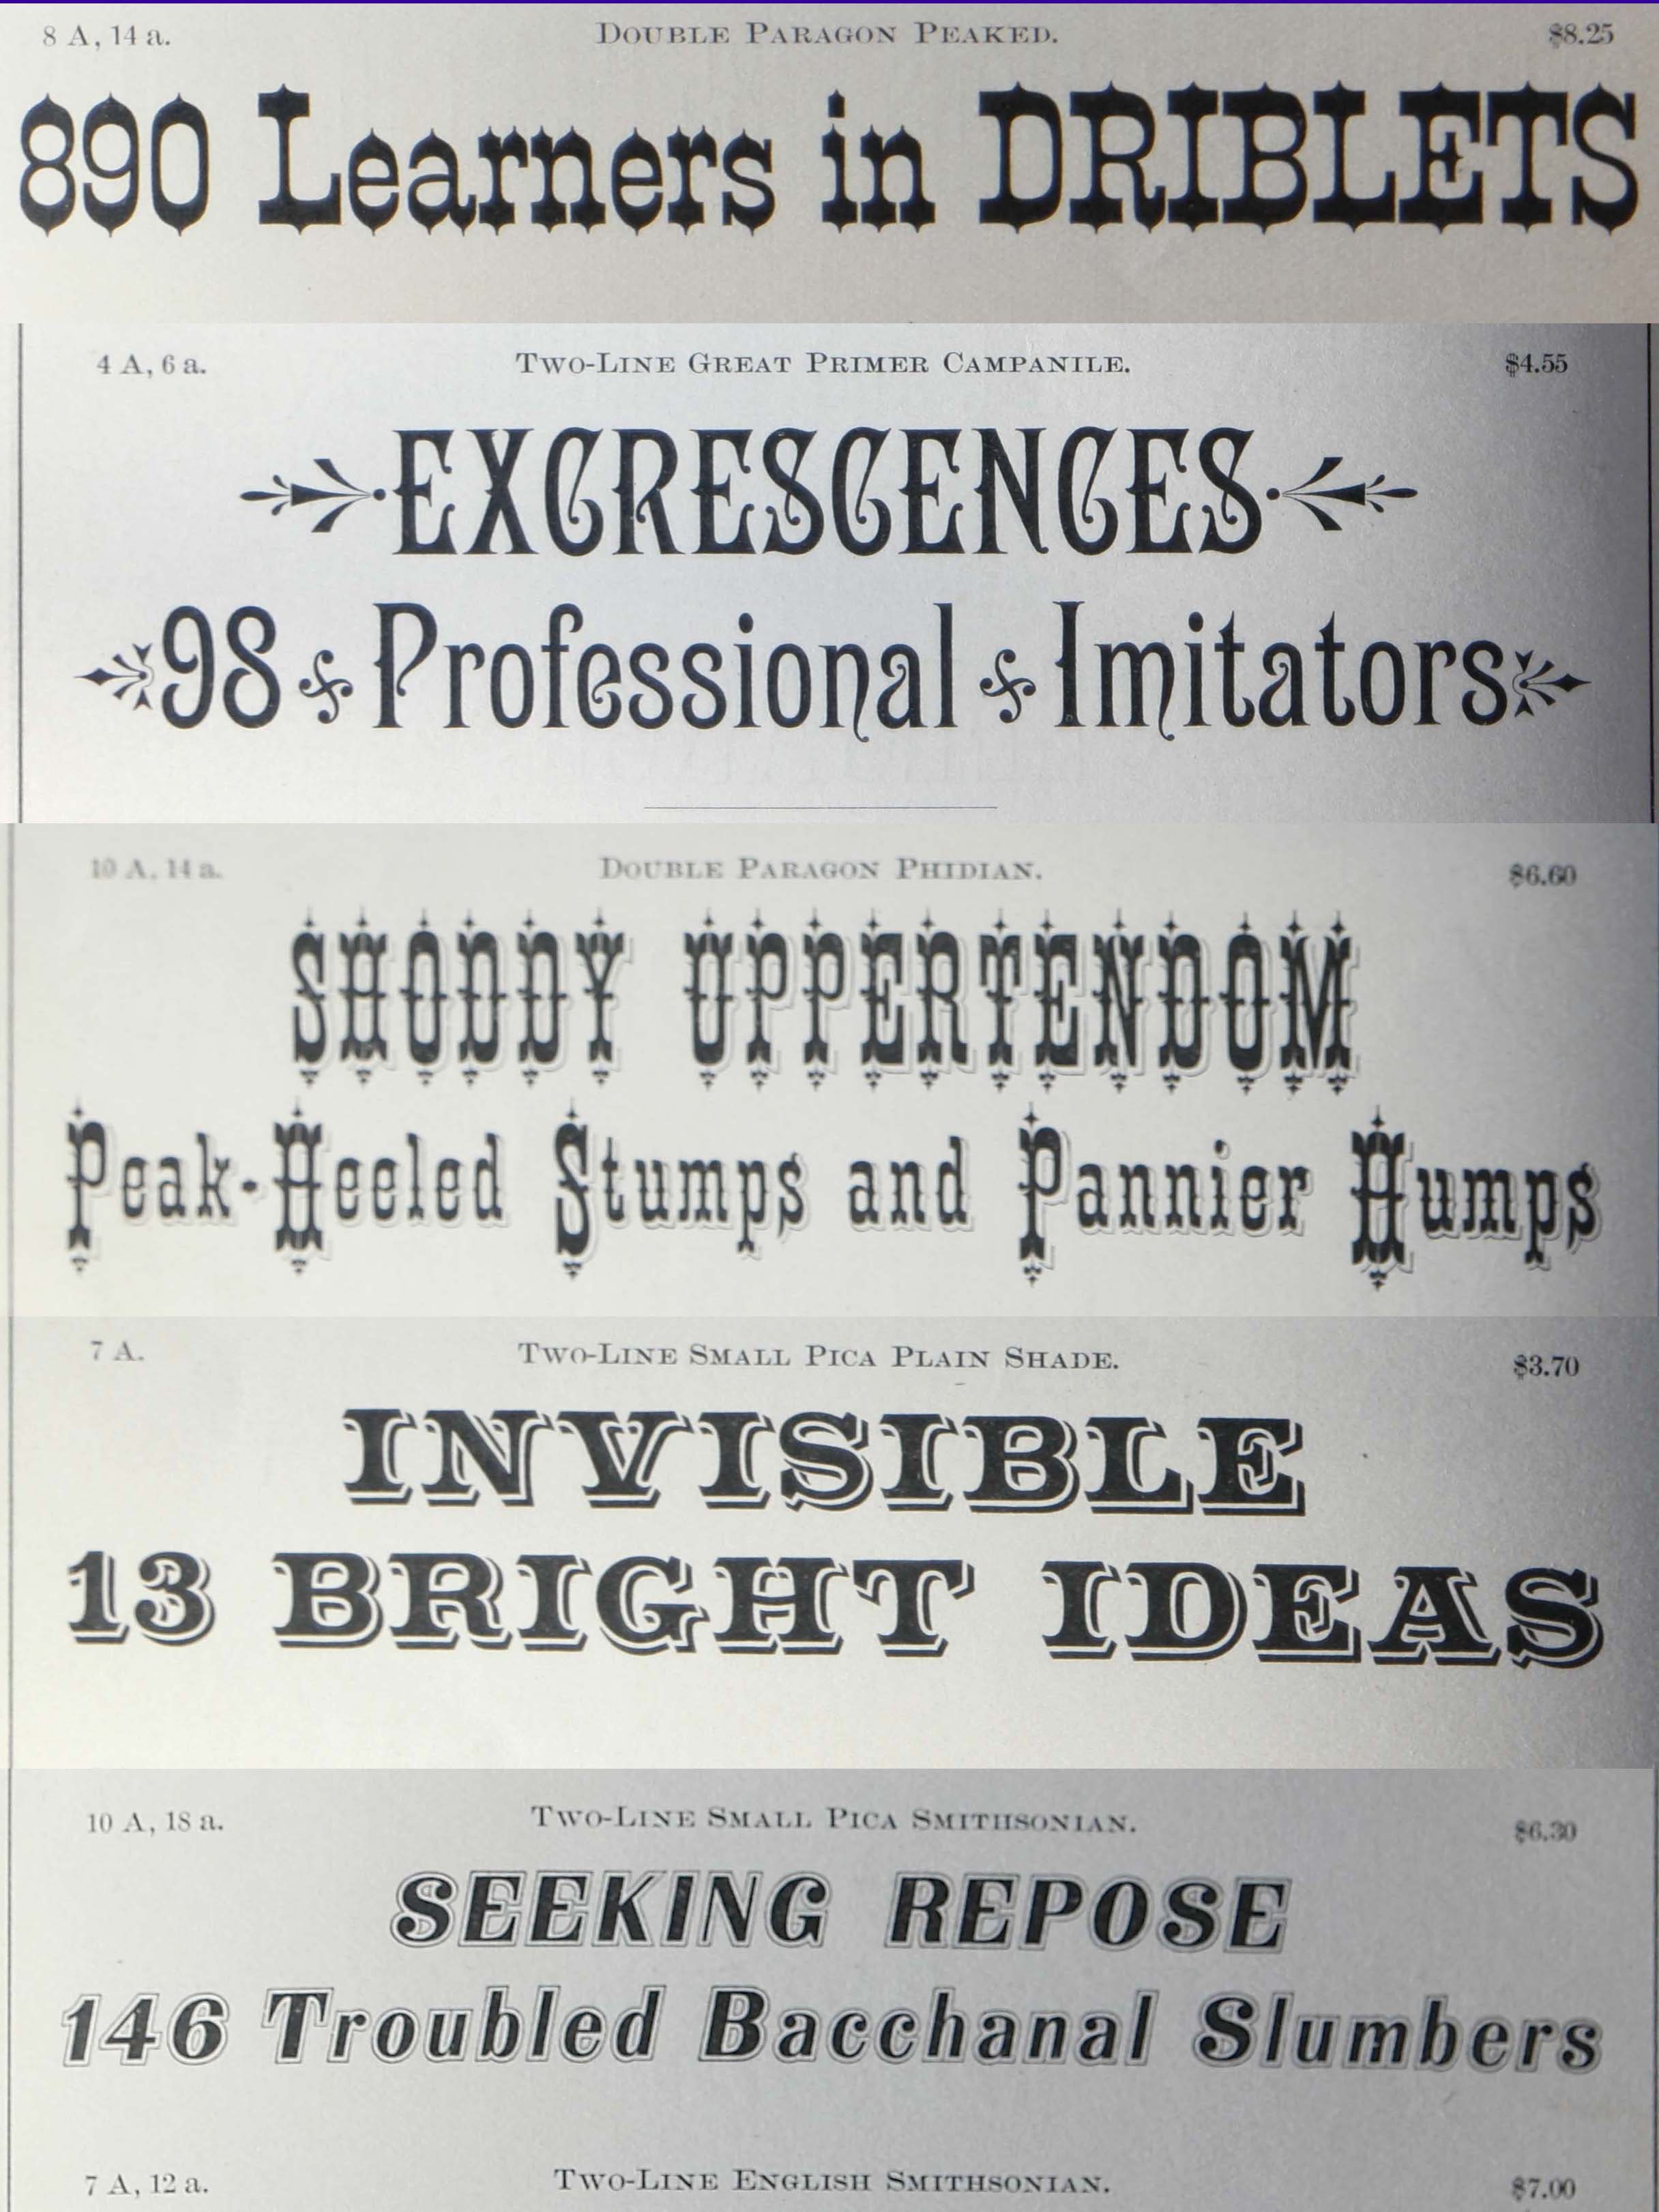 8 A, 14 a. DOUBLE PARAGON PEAKED. $8.25
890 Learners in DRIBLETS
4 A, 6 a. TWO-LINE GREAT PRIMER CAMPANILE. $4.55
EXCRESCENCES
98 Professional Imitators
10 A, 14 a. DOUBLE PARAGON PHIDIAN. $6.60
SHODDY UPPERTENDOM
Peak-Heeled Stumps and Pannier Humps
7 A. TWO-LINE SMALL PICA PLAIN SHADE. $3.70
INVISIBLE
13 BRIGHT IDEAS
10 A, 18 a. TWO-LINE SMALL PICA SMITHSONIAN. $6.30
SEEKING REPOSE
146 Troubled Bacchanal Slumbers
7 A, 12 a. TWO-LINE ENGLISH SMITHSONIAN. $7.00